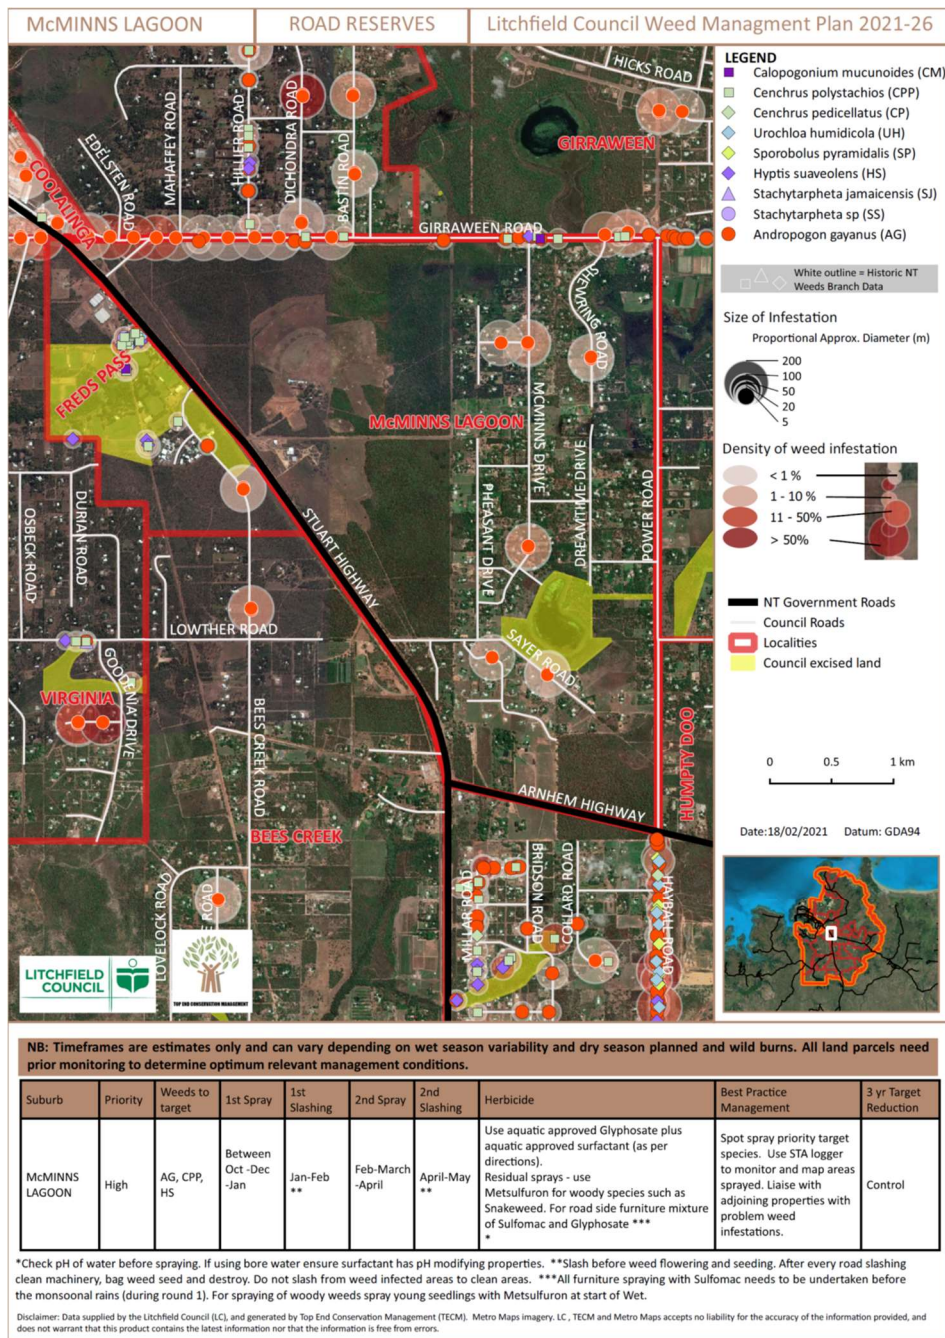 McMINNS LAGOON
ROAD RESERVES
Litchfield Council Weed Managment Plan 2021-26
HICKS ROAD
GIRRAWEEN
EDELSTEN ROAD
MAHAFFEY ROAD
HILLIER ROAD
DICHONDRA ROAD
BASTIN ROAD
COOLALINGA
GIRRAWEEN ROAD
SHEWRING ROAD
FREDS PASS
McMINNS LAGOON
MCMINNS DRIVE
PHEASANT DRIVE
DREAMTIME DRIVE
POWER ROAD
OSBECK ROAD
DURIAN ROAD
STUART HIGHWAY
LOWTHER ROAD
SAYER ROAD
GOODENIA DRIVE
VIRGINIA
BEES CREEK ROAD
HUMPTY DOO
ARNHEM HIGHWAY
BEES CREEK
LOVELOCK ROAD
E ROAD
MILLAR ROAD
BRIDSON ROAD
COLLARD ROAD
HAYBALL ROAD
LITCHFIELD
COUNCIL
TOP END CONSERVATION MANAGEMENT
LEGEND
Calopogonium mucunoides (CM)
Cenchrus polystachios (CPP)
Cenchrus pedicellatus (CP)
Urochloa humidicola (UH)
Sporobolus pyramidalis (SP)
Hyptis suaveolens (HS)
Stachytarpheta jamaicensis (SJ)
Stachytarpheta sp (SS)
Andropogon gayanus (AG)
White outline = Historic NT
Weeds Branch Data
Size of Infestation
Proportional Approx. Diameter (m)
200
100
50
20
5
Density of weed infestation
< 1 %
1 - 10 %
11 - 50%
> 50%
NT Government Roads
Council Roads
Localities
Council excised land
0 0.5 1 km
Date:18/02/2021 Datum: GDA94
NB: Timeframes are estimates only and can vary depending on wet season variability and dry season planned and wild burns. All land parcels need
prior monitoring to determine optimum relevant management conditions.
Suburb
Priority
Weeds to
target
1st Spray
1st
Slashing
2nd Spray
2nd
Slashing
Herbicide
Best Practice
Management
3 yr Target
Reduction
McMINNS
LAGOON
High
AG, CPP,
HS
Between
Oct -Dec
-Jan
Jan-Feb
**
Feb-March
-April
April-May
**
Use aquatic approved Glyphosate plus
aquatic approved surfactant (as per
directions).
Residual sprays - use
Metsulfuron for woody species such as
Snakeweed. For road side furniture mixture
of Sulfomac and Glyphosate ***
*
Spot spray priority target
species. Use STA logger
to monitor and map areas
sprayed. Liaise with
adjoining properties with
problem weed
infestations.
Control
*Check pH of water before spraying. If using bore water ensure surfactant has pH modifying properties. **Slash before weed flowering and seeding. After every road slashing
clean machinery, bag weed seed and destroy. Do not slash from weed infected areas to clean areas. ***All furniture spraying with Sulfomac needs to be undertaken before
the monsoonal rains (during round 1). For spraying of woody weeds spray young seedlings with Metsulfuron at start of Wet.
Disclaimer: Data supplied by the Litchfield Council (LC), and generated by Top End Conservation Management (TECM). Metro Maps imagery. LC , TECM and Metro Maps accepts no liability for the accuracy of the information provided, and
does not warrant that this product contains the latest information nor that the information is free from errors.